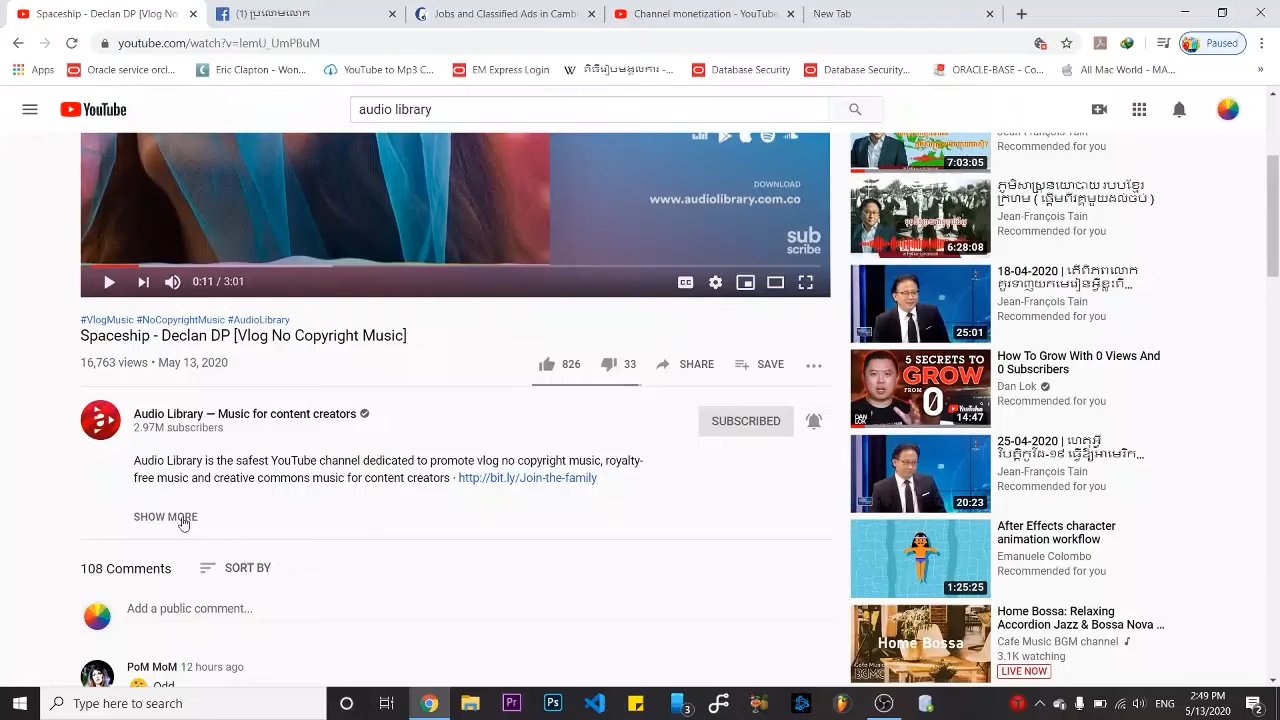 Spaceship - Declan DP [Vlog No
Jobs and Classified Ads in Camb
Channel monetization - YouTube
New Tab
youtube.com/watch?v=lemU_UmPBuM
Paused
Apps
Oracle service orcl...
Eric Clapton - Won...
YouTube to Mp3 C...
EM Express Login
Database Security
Database Security...
ORACLE-BASE - Co...
All Mac World - MA...
YouTube
audio library
DOWNLOAD
www.audiolibrary.com.co
sub
scribe
0:11 / 3:01
#VlogMusic #NoCopyrightMusic #AudioLibrary
Spaceship - Declan DP [Vlog No Copyright Music]
16,763 views • May 13, 2020
826
33
SHARE
SAVE
Audio Library — Music for content creators
2.97M subscribers
SUBSCRIBED
Audio Library is the safest YouTube channel dedicated to promote vlog no copyright music, royalty-
free music and creative commons music for content creators · http://bit.ly/Join-the-family
SHOW MORE
108 Comments
SORT BY
Add a public comment...
PoM MoM 12 hours ago
Jean-François Tain
Recommended for you
7:03:05
Jean-François Tain
Recommended for you
6:28:08
18-04-2020 |
Jean-François Tain
Recommended for you
25:01
How To Grow With 0 Views And
0 Subscribers
Dan Lok
Recommended for you
5 SECRETS TO
GROW
FROM
0
YouTube
DAN
LOK
14:47
25-04-2020 |
Jean-François Tain
Recommended for you
20:23
After Effects character
animation workflow
Emanuele Colombo
Recommended for you
1:25:25
Home Bossa: Relaxing
Accordion Jazz & Bossa Nova ...
Cafe Music BGM channel
3.1K watching
LIVE NOW
Home Bossa
Type here to search
ENG
2:49 PM
5/13/2020